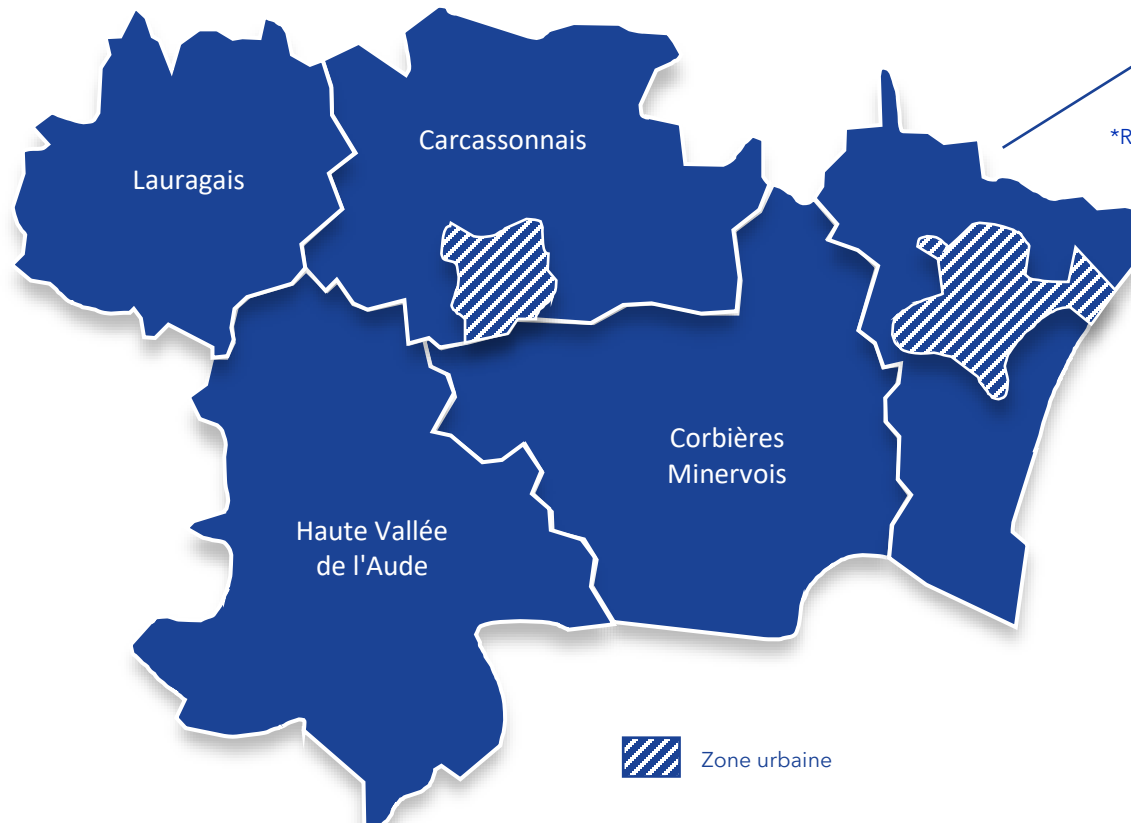 Carcassonnais
*R
Lauragais
Corbières
Minervois
Haute Vallée
de l'Aude
Zone urbaine